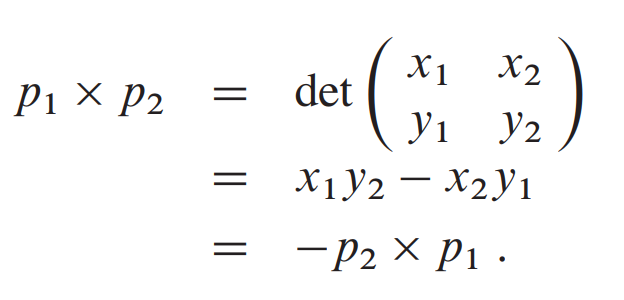 p₁ × p₂ = det ( x₁ x₂
y₁ y₂ )
= x₁y₂ − x₂y₁
= −p₂ × p₁ .